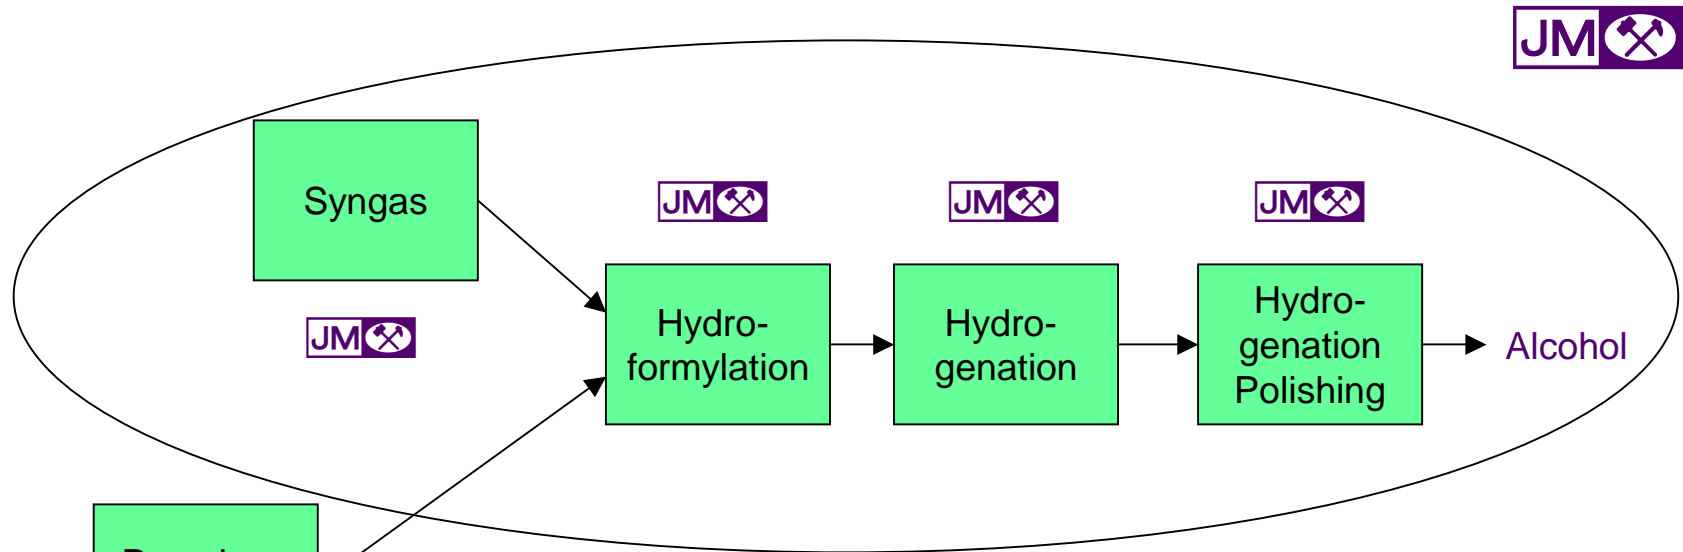 JM
Syngas
JM
JM
JM
JM
Hydro-
formylation
Hydro-
genation
Hydro-
genation
Polishing
Alcohol